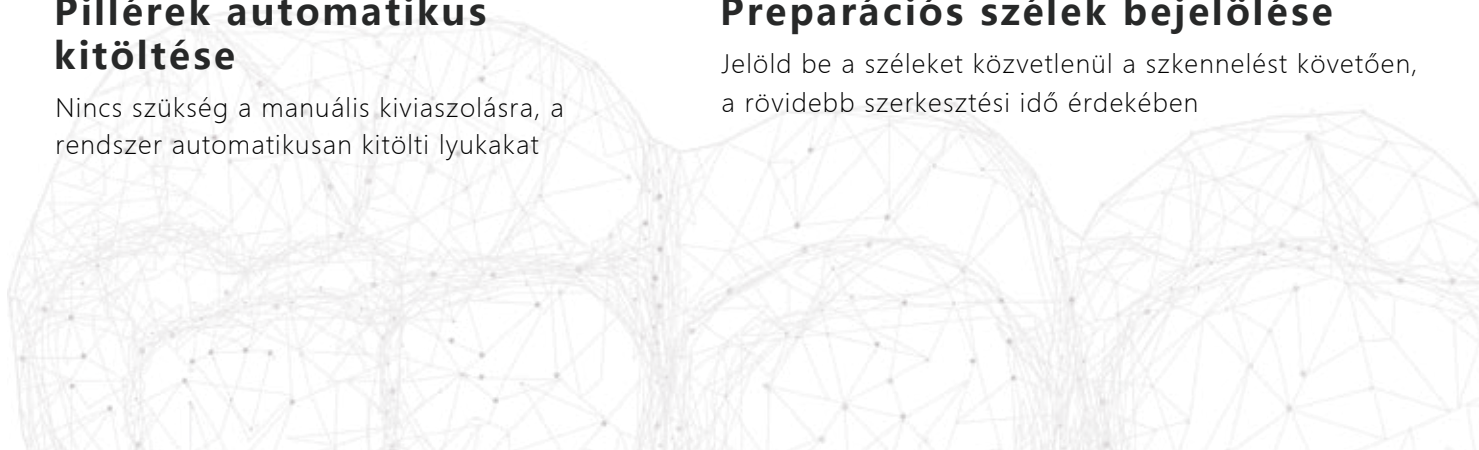 Pillérek automatikus
kitöltése
Nincs szükség a manuális kiviaszolásra, a
rendszer automatikusan kitölti lyukakat
Preparációs szélek bejelölése
Jelöld be a széleket közvetlenül a szkennelést követően,
a rövidebb szerkesztési idő érdekében